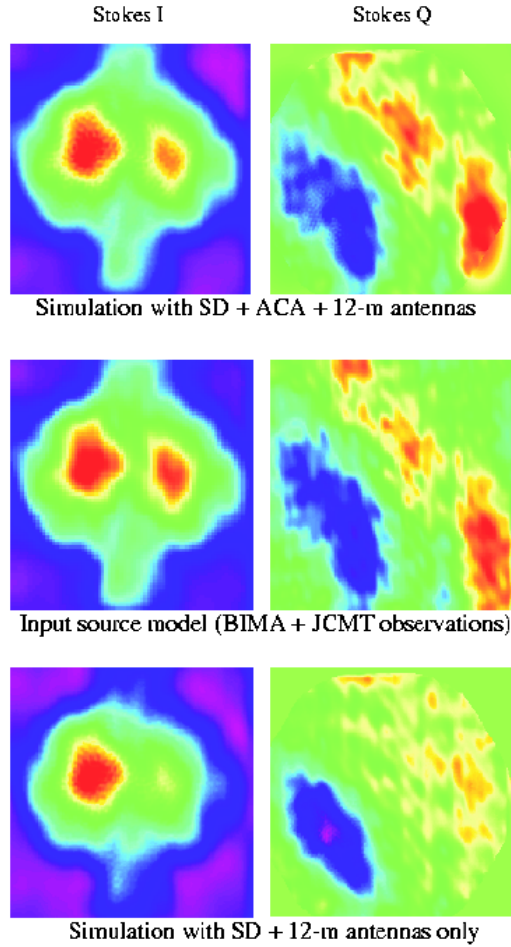 Stokes I
Stokes Q
Simulation with SD + ACA + 12-m antennas
Input source model (BIMA + JCMT observations)
Simulation with SD + 12-m antennas only